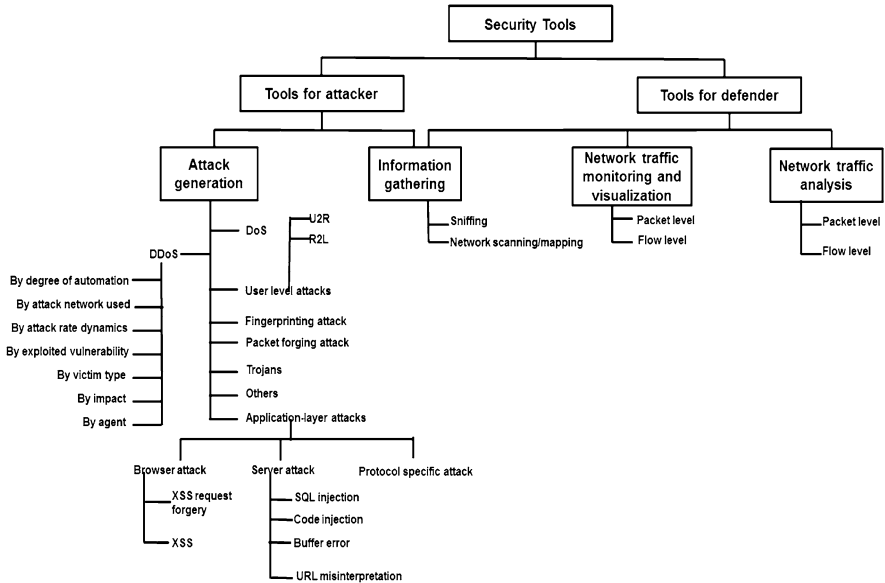 Security Tools
Tools for attacker
Tools for defender
Attack
generation
Information
gathering
Network traffic
monitoring and
visualization
Network traffic
analysis
DoS
U2R
R2L
Sniffing
Network scanning/mapping
Packet level
Flow level
Packet level
Flow level
DDoS
By degree of automation
By attack network used
By attack rate dynamics
By exploited vulnerability
By victim type
By impact
By agent
User level attacks
Fingerprinting attack
Packet forging attack
Trojans
Others
Application-layer attacks
Browser attack
Server attack
Protocol specific attack
XSS request
forgery
XSS
SQL injection
Code injection
Buffer error
URL misinterpretation